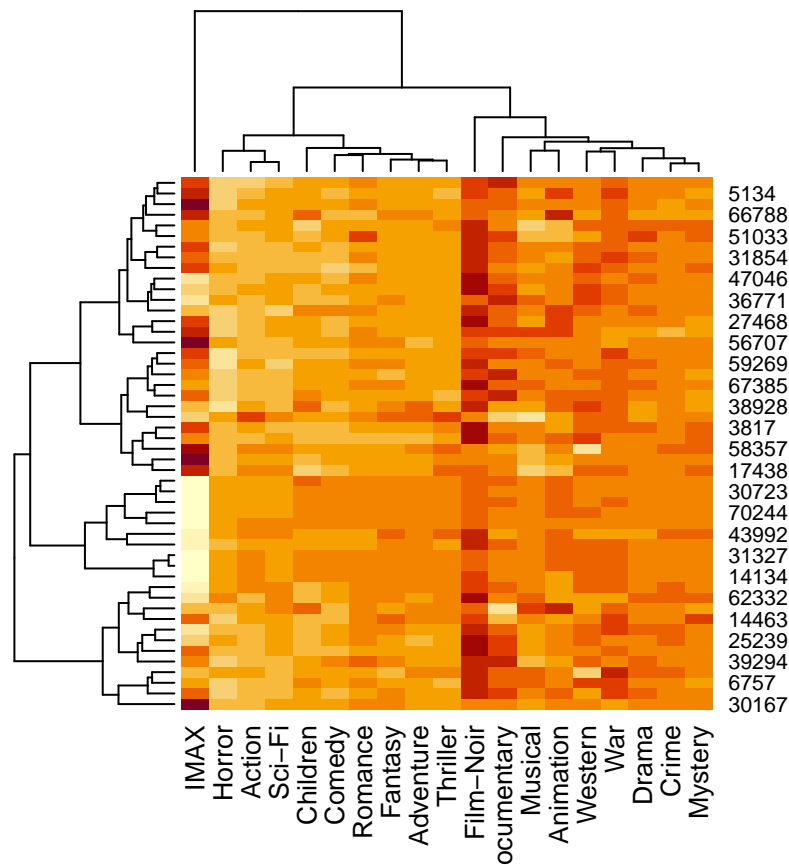 5134
66788
51033
31854
47046
36771
27468
56707
59269
67385
38928
3817
58357
17438
30723
70244
43992
31327
14134
62332
14463
25239
39294
6757
30167
IMAX
Horror
Action
Sci−Fi
Children
Comedy
Romance
Fantasy
Adventure
Thriller
Film−Noir
ocumentary
Musical
Animation
Western
War
Drama
Crime
Mystery